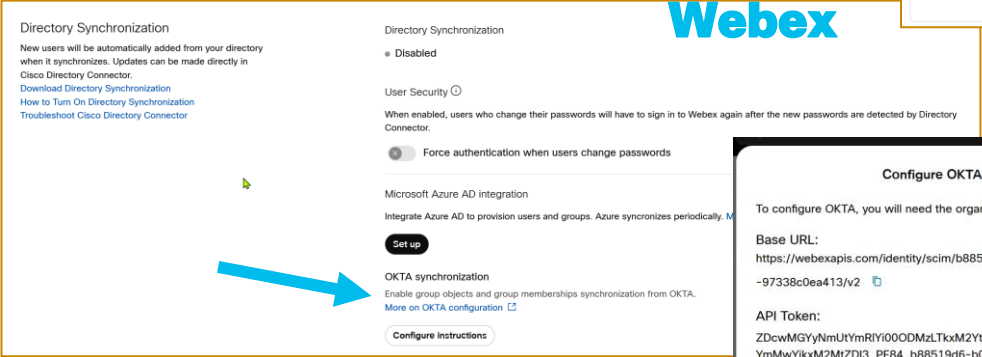 Webex
Directory Synchronization
New users will be automatically added from your directory
when it synchronizes. Updates can be made directly in
Cisco Directory Connector.
Download Directory Synchronization
How to Turn On Directory Synchronization
Troubleshoot Cisco Directory Connector
Directory Synchronization
Disabled
User Security
When enabled, users who change their passwords will have to sign in to Webex again after the new passwords are detected by Directory
Connector.
Force authentication when users change passwords
Microsoft Azure AD integration
Integrate Azure AD to provision users and groups. Azure syncronizes periodically. M
Set up
OKTA synchronization
Enable group objects and group memberships synchronization from OKTA.
More on OKTA configuration
Configure instructions
Configure OKTA
To configure OKTA, you will need the
Base URL:
https://webexapis.com/identity/scim/b885
-97338c0ea413/v2
API Token: